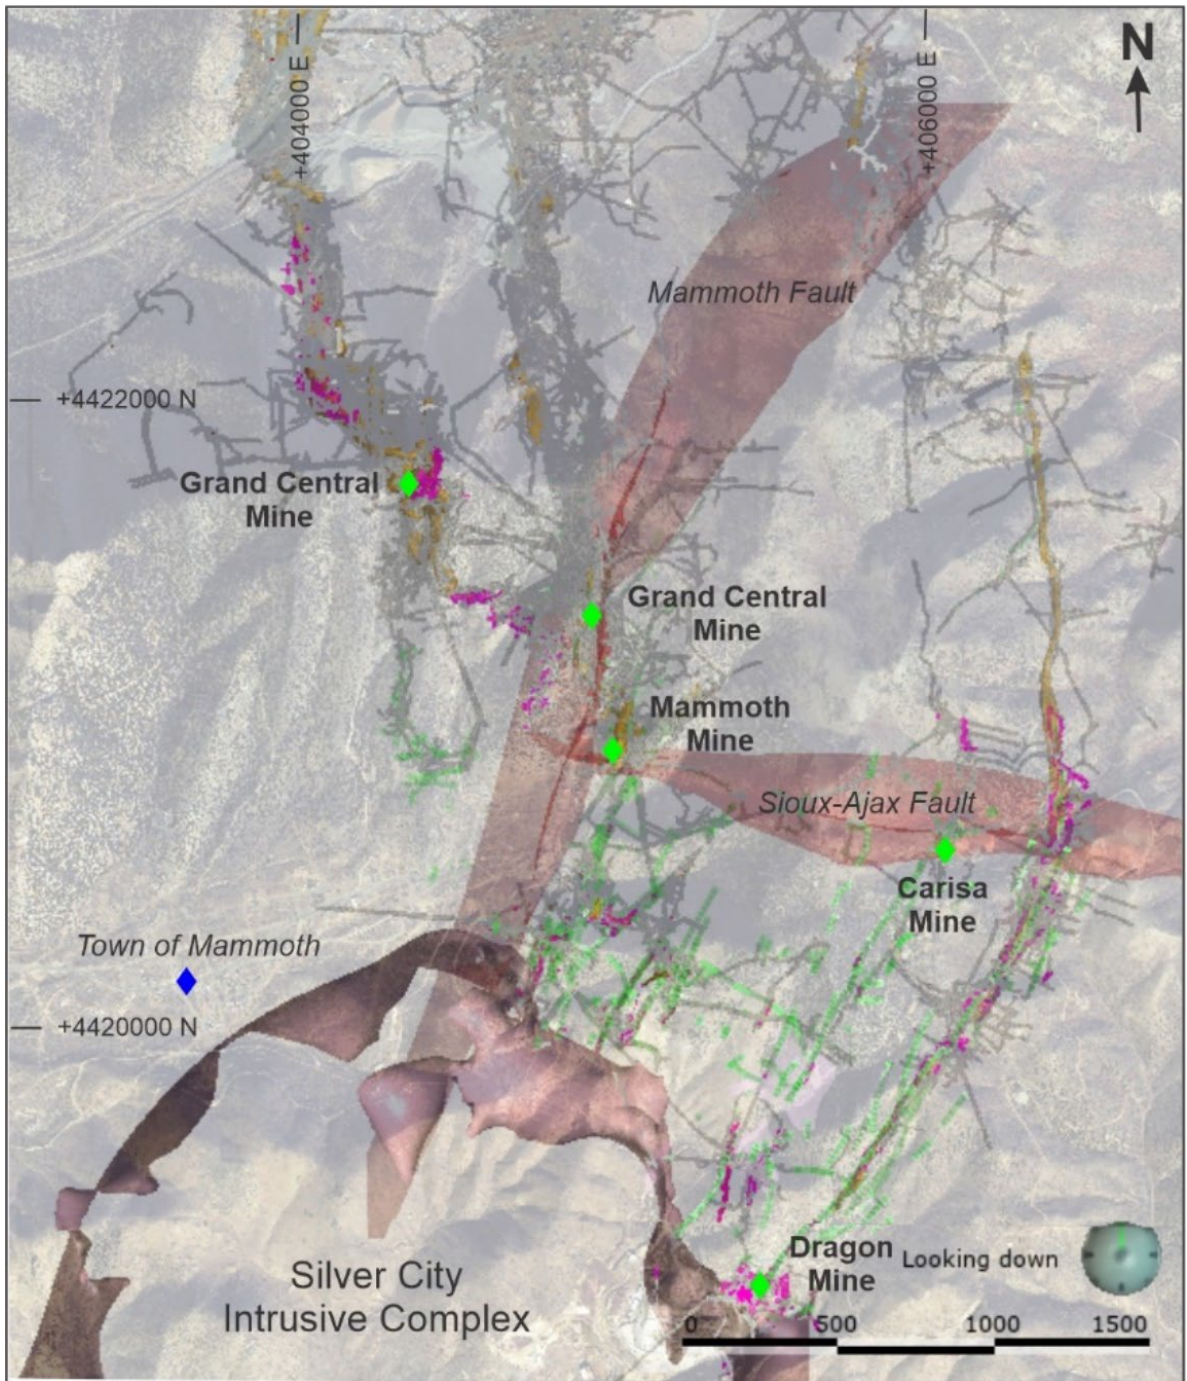 N
+404000 E
+406000 E
Mammoth Fault
+4422000 N
Grand Central
Mine
Grand Central
Mine
Mammoth
Mine
Sioux-Ajax Fault
Carisa
Mine
Town of Mammoth
+4420000 N
Dragon
Mine
Looking down
Silver City
Intrusive Complex
0 500 1000 1500